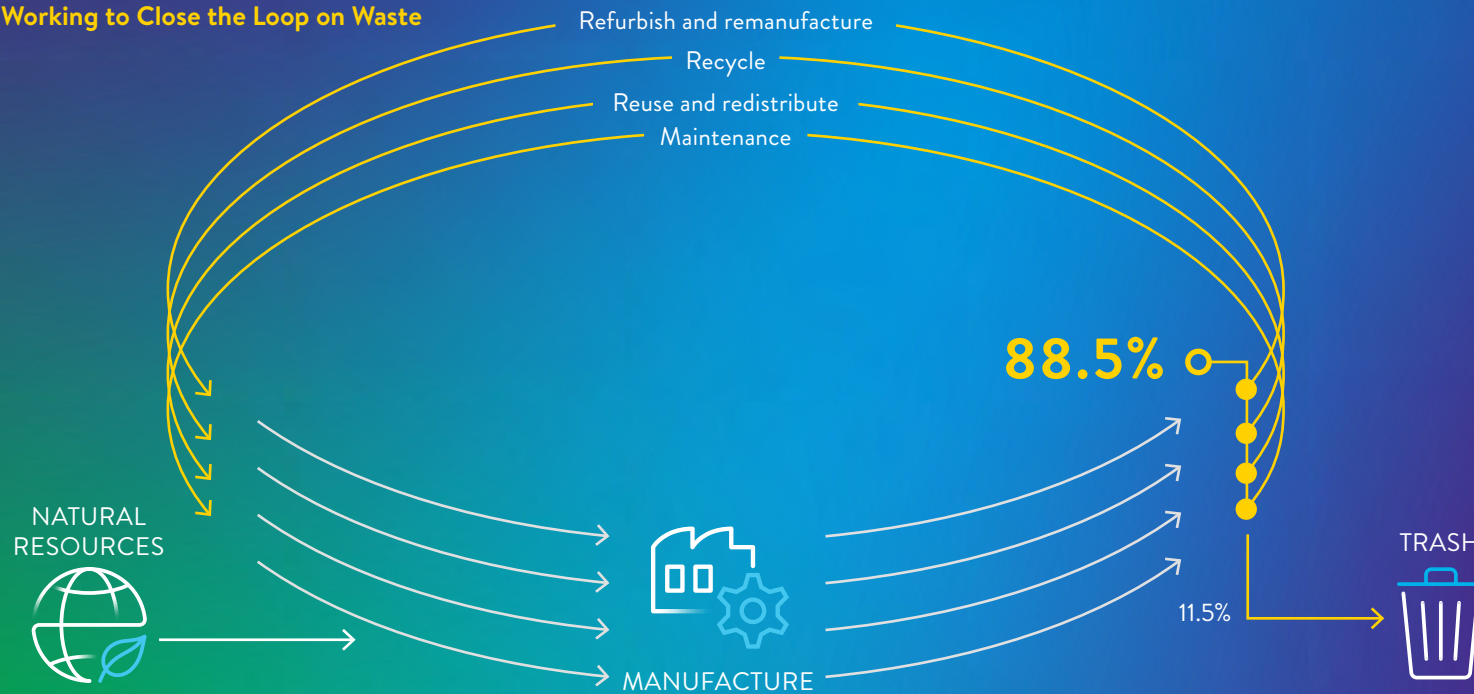 Working to Close the Loop on Waste
Refurbish and remanufacture
Recycle
Reuse and redistribute
Maintenance
88.5%
NATURAL
RESOURCES
TRASH
11.5%
MANUFACTURE